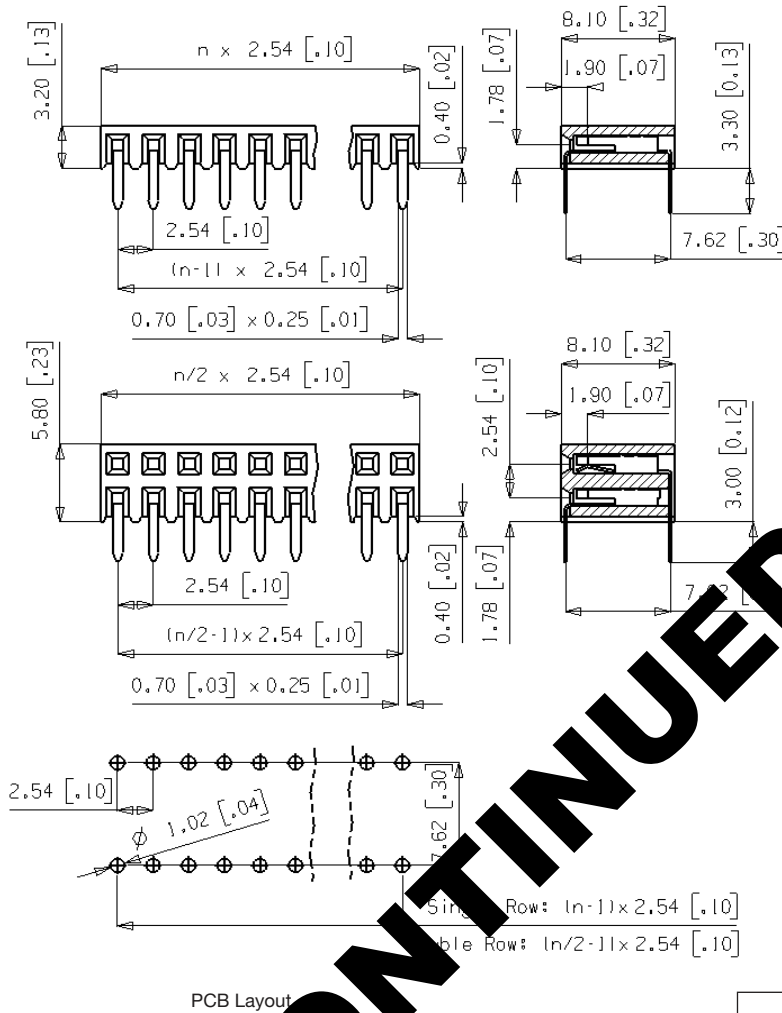 8.10 [.32]
n x 2.54 [.10]
1.90 [.07]
3.20 [.13]
0.40 [.02]
1.78 [.07]
3.30 [0.13]
2.54 [.10]
7.62 [.30]
(n-1) x 2.54 [.10]
0.70 [.03] x 0.25 [.01]
8.10 [.32]
n/2 x 2.54 [.10]
1.90 [.07]
5.80 [.23]
2.54 [.10]
3.00 [0.12]
2.54 [.10]
0.40 [.02]
1.78 [.07]
(n/2-1) x 2.54 [.10]
0.70 [.03] x 0.25 [.01]
2.54 [.10]
Ø 1.02 [.04]
7.62 [.30]
Row: (n-1) x 2.54 [.10]
Row: (n/2-1) x 2.54 [.10]
PCB Layout
ONTINUED